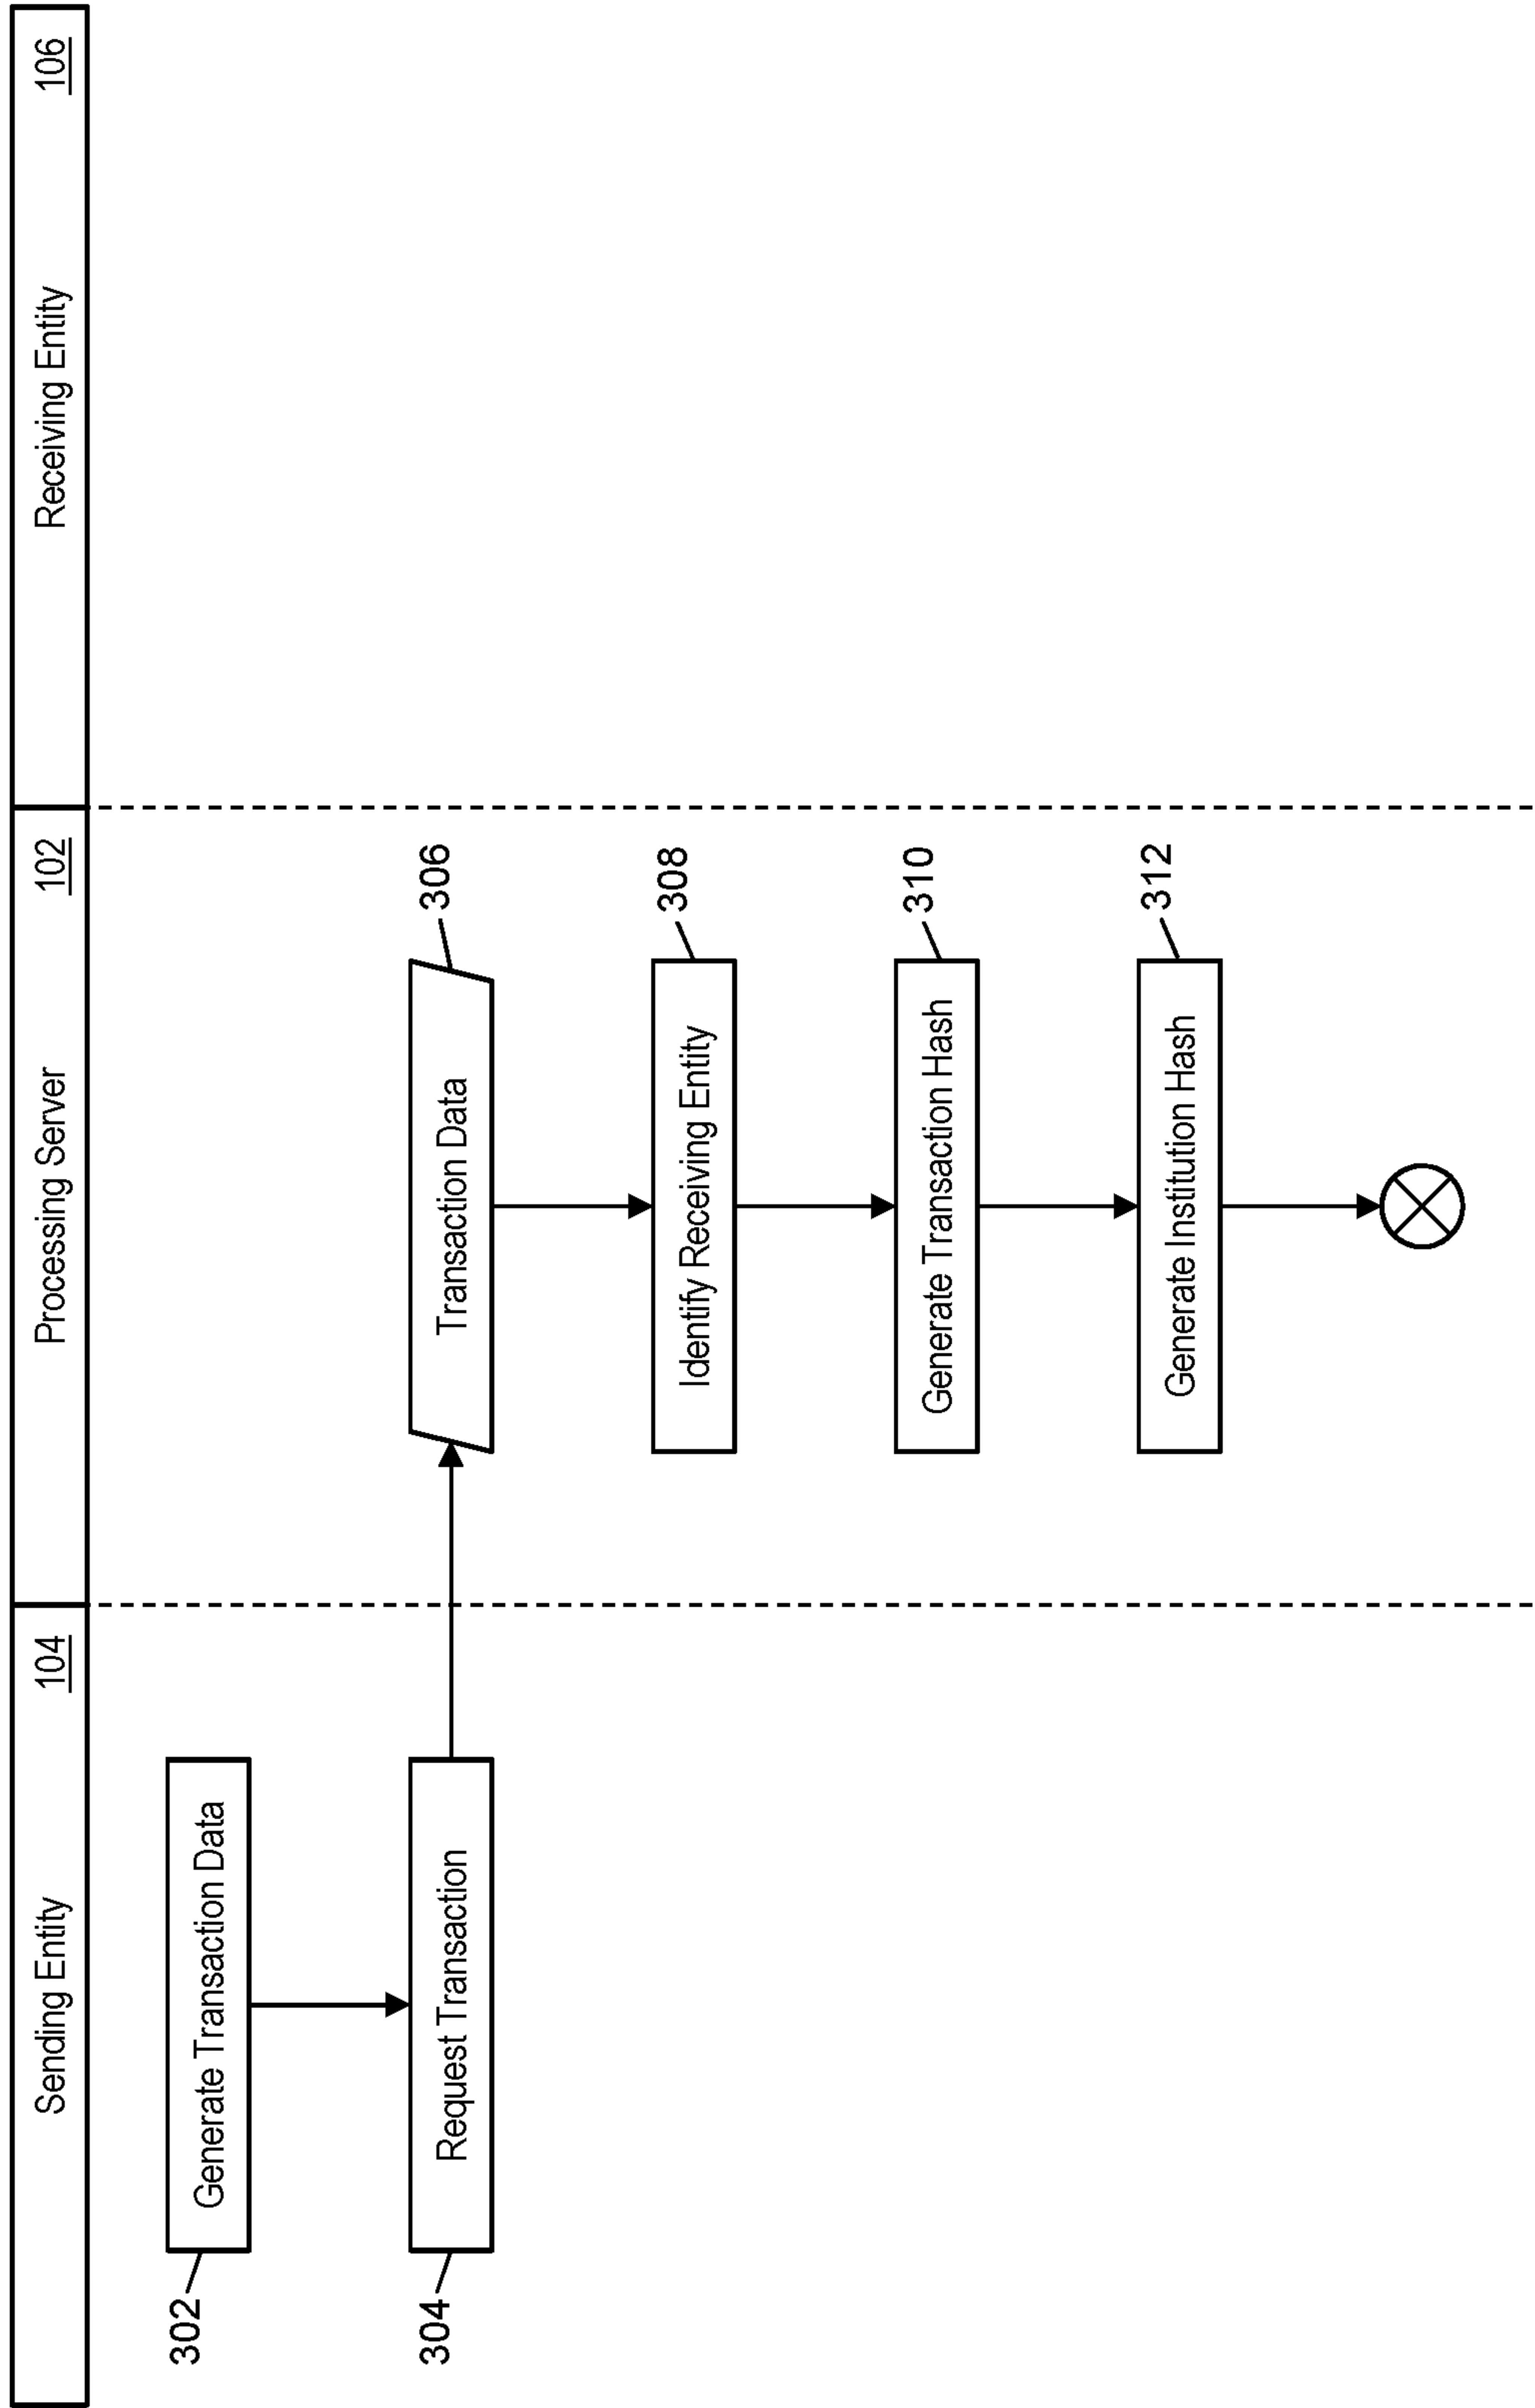 Sending Entity
104
Processing Server
102
Receiving Entity
106
302
Generate Transaction Data
304
Request Transaction
Transaction Data
306
Identify Receiving Entity
308
Generate Transaction Hash
310
Generate Institution Hash
312